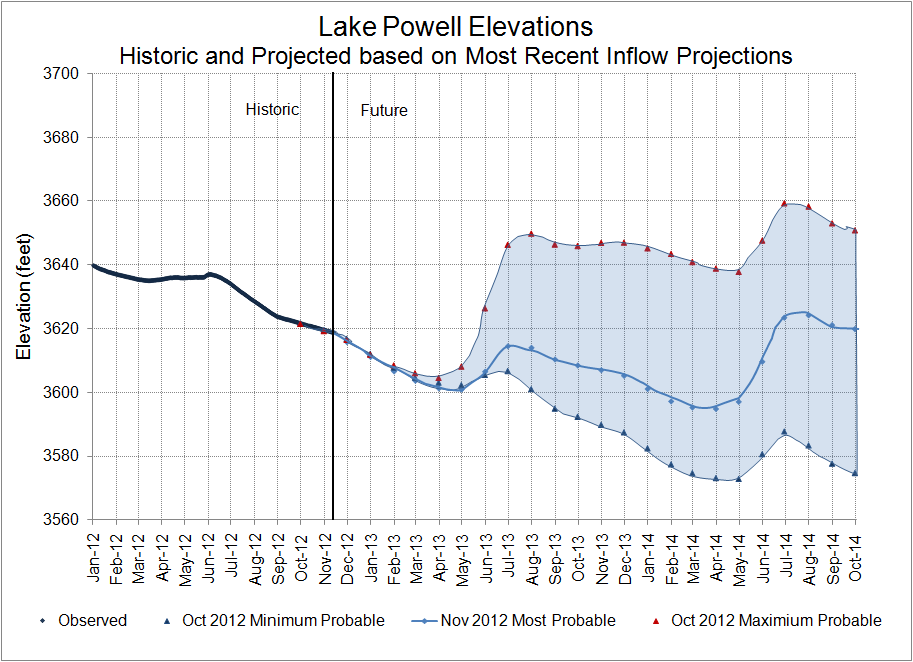 Lake Powell Elevations
Historic and Projected based on Most Recent Inflow Projections
3700
3680
3660
3640
3620
3600
3580
3560
Elevation (feet)
Historic
Future
Jan-12
Feb-12
Mar-12
Apr-12
May-12
Jun-12
Jul-12
Aug-12
Sep-12
Oct-12
Nov-12
Dec-12
Jan-13
Feb-13
Mar-13
Apr-13
May-13
Jun-13
Jul-13
Aug-13
Sep-13
Oct-13
Nov-13
Dec-13
Jan-14
Feb-14
Mar-14
Apr-14
May-14
Jun-14
Jul-14
Aug-14
Sep-14
Oct-14
Observed
Oct 2012 Minimum Probable
Nov 2012 Most Probable
Oct 2012 Maximium Probable